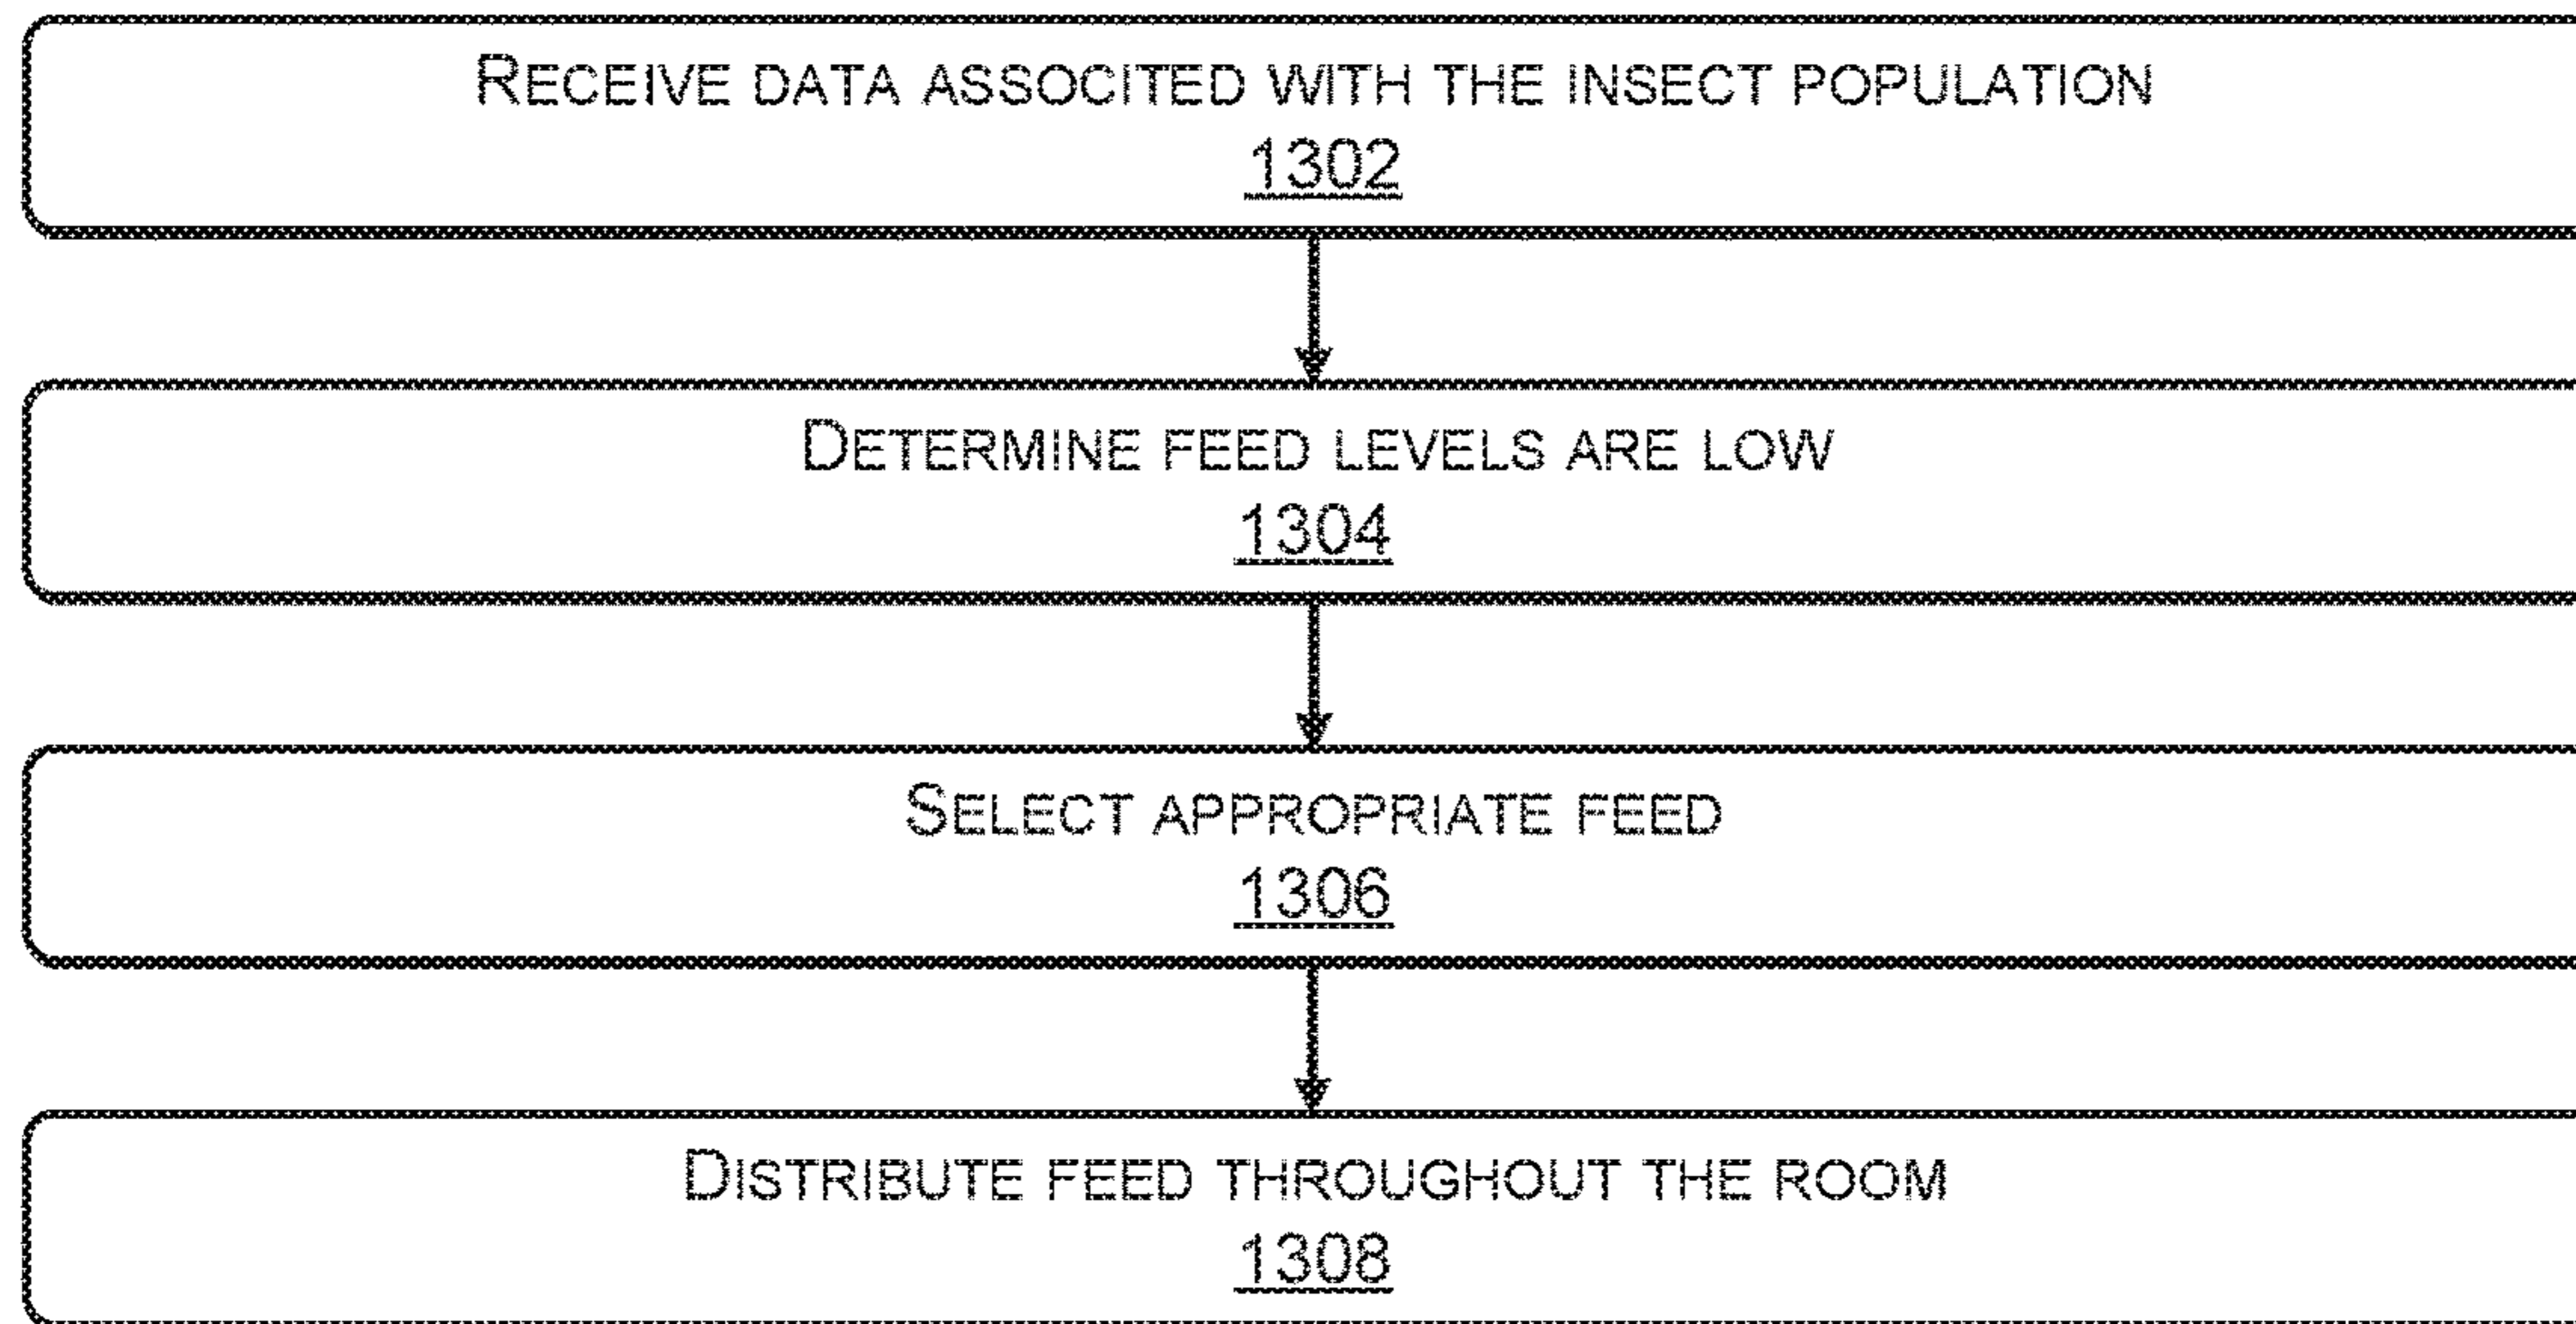 RECEIVE DATA ASSOCITED WITH THE INSECT POPULATION
1302
DETERMINE FEED LEVELS ARE LOW
1304
SELECT APPROPRIATE FEED
1306
DISTRIBUTE FEED THROUGHOUT THE ROOM
1308